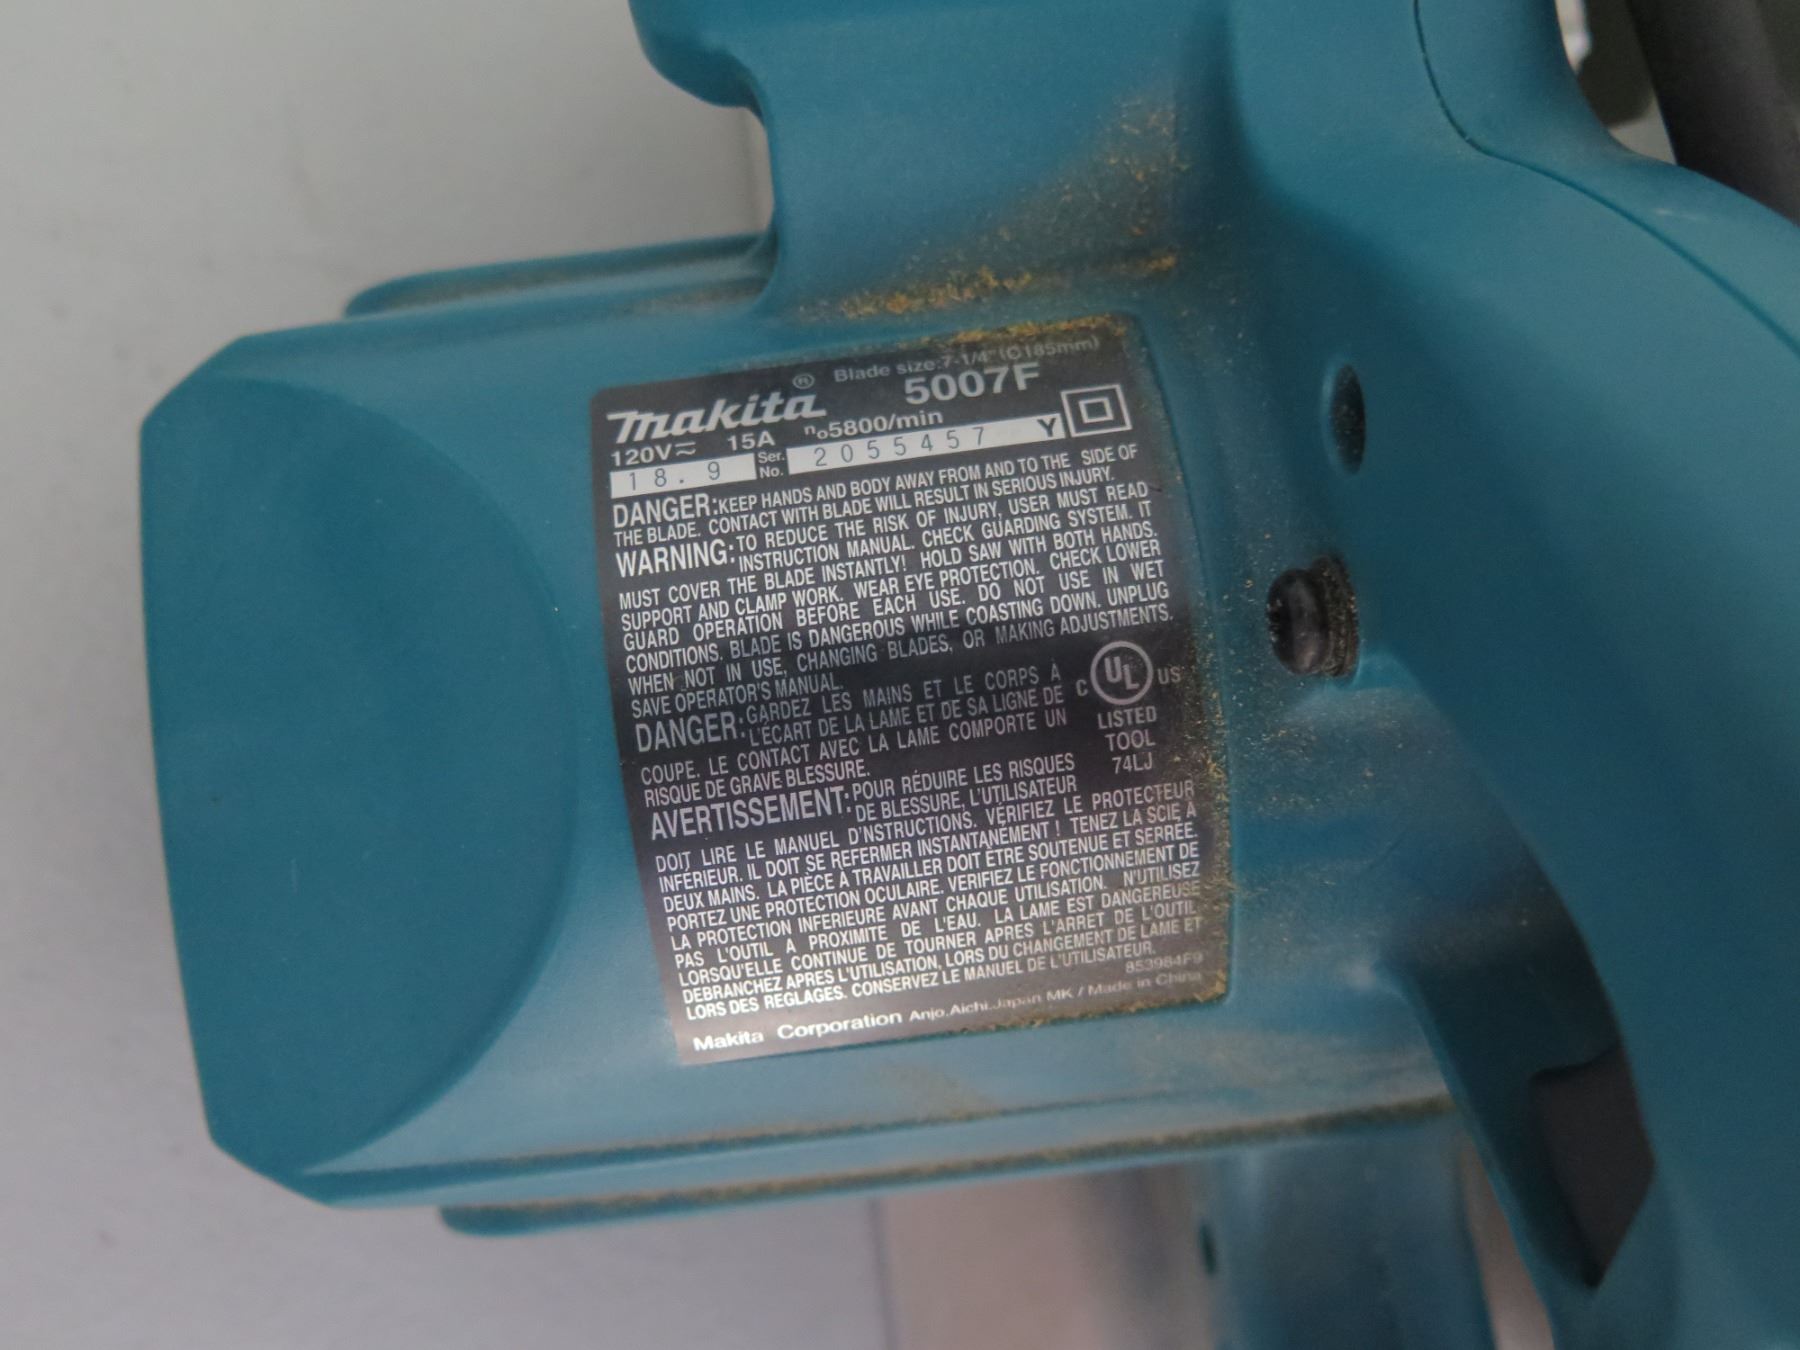 Makita ® Blade size:7-1/4" (C185mm)
5007F
120V 15A n₀5800/min
18. 9 Ser. No. 2055457 Y
DANGER:KEEP HANDS AND BODY AWAY FROM AND TO THE SIDE OF
THE BLADE. CONTACT WITH BLADE WILL RESULT IN SERIOUS INJURY.
WARNING:TO REDUCE THE RISK OF INJURY, USER MUST READ
INSTRUCTION MANUAL. CHECK GUARDING SYSTEM. IT
MUST COVER THE BLADE INSTANTLY! HOLD SAW WITH BOTH HANDS.
SUPPORT AND CLAMP WORK. WEAR EYE PROTECTION. CHECK LOWER
GUARD OPERATION BEFORE EACH USE. DO NOT USE IN WET
CONDITIONS. BLADE IS DANGEROUS WHILE COASTING DOWN. UNPLUG
WHEN NOT IN USE, CHANGING BLADES, OR MAKING ADJUSTMENTS.
SAVE OPERATOR'S MANUAL.
DANGER:GARDEZ LES MAINS ET LE CORPS À
L'ÉCART DE LA LAME ET DE SA LIGNE DE
COUPE. LE CONTACT AVEC LA LAME COMPORTE UN
RISQUE DE GRAVE BLESSURE.
C UL US
LISTED
TOOL
74LJ
AVERTISSEMENT:POUR RÉDUIRE LES RISQUES
DE BLESSURE, L'UTILISATEUR
DOIT LIRE LE MANUEL D'NSTRUCTIONS. VÉRIFIEZ LE PROTECTEUR
INFÉRIEUR. IL DOIT SE REFERMER INSTANTANÉMENT ! TENEZ LA SCIE À
DEUX MAINS. LA PIÈCE A TRAVAILLER DOIT ÊTRE SOUTENUE ET SERRÉE.
PORTEZ UNE PROTECTION OCULAIRE. VERIFIEZ LE FONCTIONNEMENT DE
LA PROTECTION INFERIEURE AVANT CHAQUE UTILISATION. N'UTILISEZ
PAS L'OUTIL A PROXIMITE DE L'EAU. LA LAME EST DANGEREUSE
LORSQU'ELLE CONTINUE DE TOURNER APRES L'ARRET DE L'OUTIL
DEBRANCHEZ APRES L'UTILISATION, LORS DU CHANGEMENT DE LAME ET
LORS DES REGLAGES. CONSERVEZ LE MANUEL DE L'UTILISATEUR.
853984F9
Makita Corporation Anjo,Aichi,Japan MK / Made in China